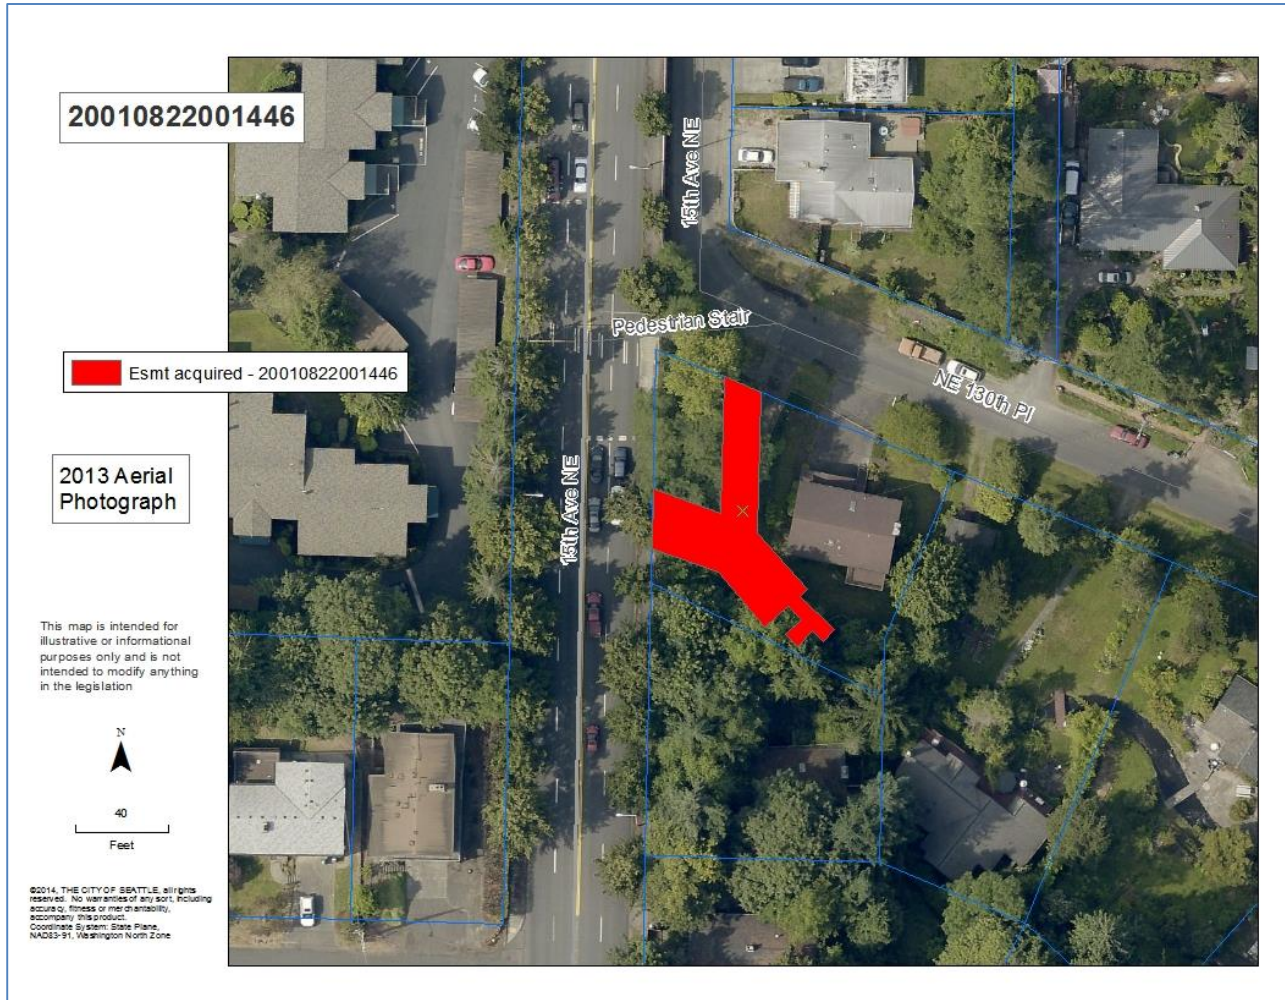 20010822001446
15th Ave NE
Pedestrian Stair
Esmt acquired - 20010822001446
NE 130th Pl
2013 Aerial
Photograph
15th Ave NE
This map is intended for
illustrative or informational
purposes only and is not
intended to modify anything
in the legislation
N
40
Feet
©2014, THE CITY OF SEATTLE, all rights
reserved. No warranties of any sort, including
accuracy, fitness or merchantability,
accompany this product.
Coordinate System: State Plane,
NAD83-91, Washington North Zone